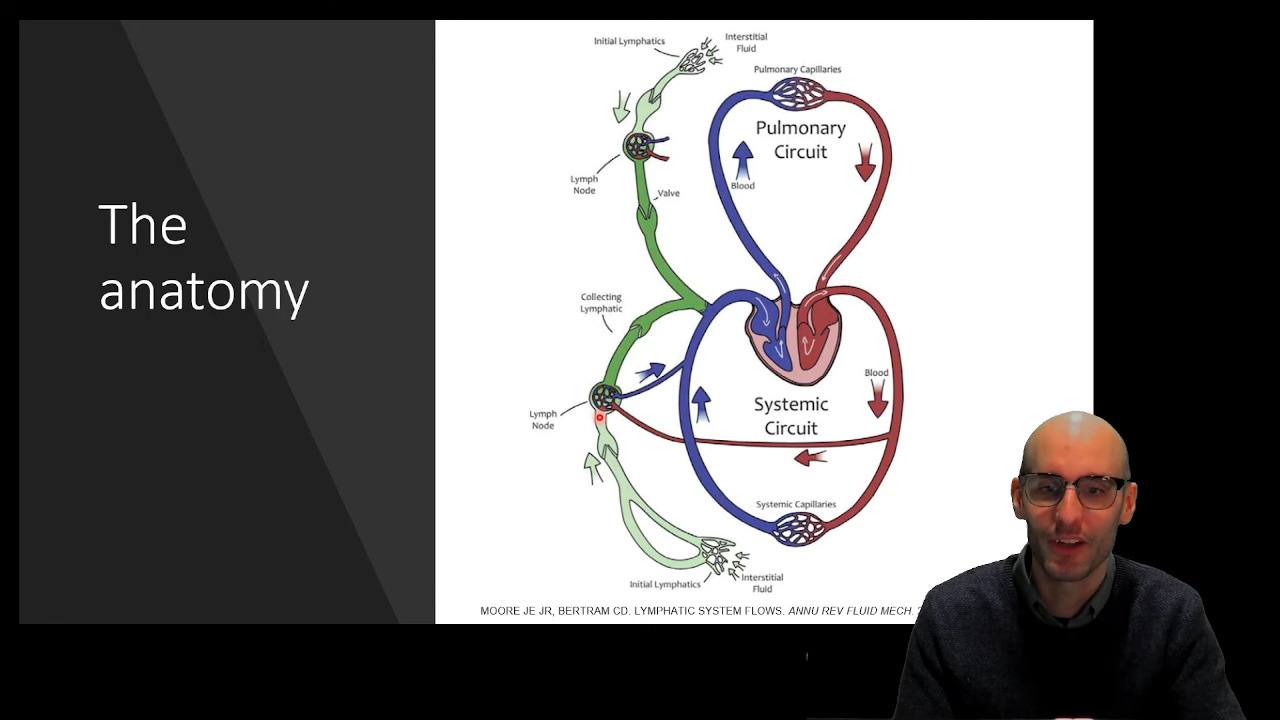 The
anatomy
Initial Lymphatics
Interstitial
Fluid
Pulmonary Capillaries
Pulmonary
Circuit
Blood
Lymph
Node
Valve
Collecting
Lymphatic
Blood
Systemic
Circuit
Lymph
Node
Systemic Capillaries
Initial Lymphatics
Interstitial
Fluid
MOORE JE JR, BERTRAM CD. LYMPHATIC SYSTEM FLOWS. ANNU REV FLUID MECH.